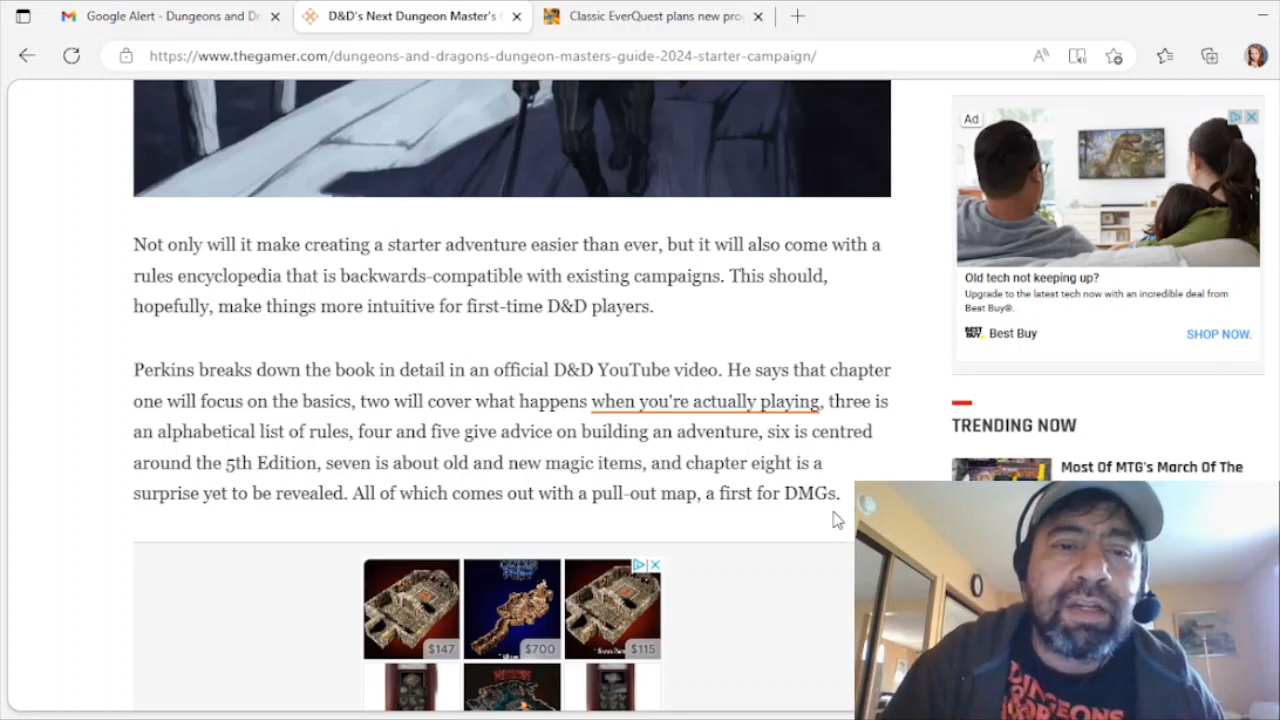 Google Alert - Dungeons and Dr
D&D's Next Dungeon Master's
Classic EverQuest plans new pro
https://www.thegamer.com/dungeons-and-dragons-dungeon-masters-guide-2024-starter-campaign/
Not only will it make creating a starter adventure easier than ever, but it will also come with a
rules encyclopedia that is backwards-compatible with existing campaigns. This should,
hopefully, make things more intuitive for first-time D&D players.
Perkins breaks down the book in detail in an official D&D YouTube video. He says that chapter
one will focus on the basics, two will cover what happens when you're actually playing, three is
an alphabetical list of rules, four and five give advice on building an adventure, six is centred
around the 5th Edition, seven is about old and new magic items, and chapter eight is a
surprise yet to be revealed. All of which comes out with a pull-out map, a first for DMGs.
$147
$700
$115
Ad
Old tech not keeping up?
Upgrade to the latest tech now with an incredible deal from
Best Buy®.
BEST BUY
Best Buy
SHOP NOW.
TRENDING NOW
Most Of MTG's March Of The